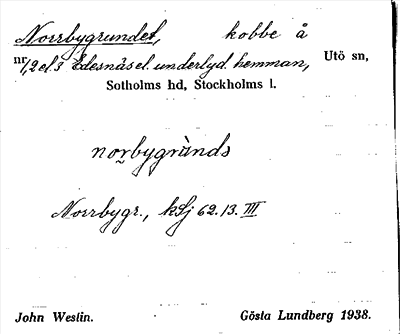 Norrbygrundet, kobbe å
nr 1, 2 el. 3 Edesnäs el. underlyd. hemman, Utö sn,
Sotholms hd, Stockholms l.
norbygrùnds
Norrbygr., kSj 62.13. III
John Westin. Gösta Lundberg 1938.